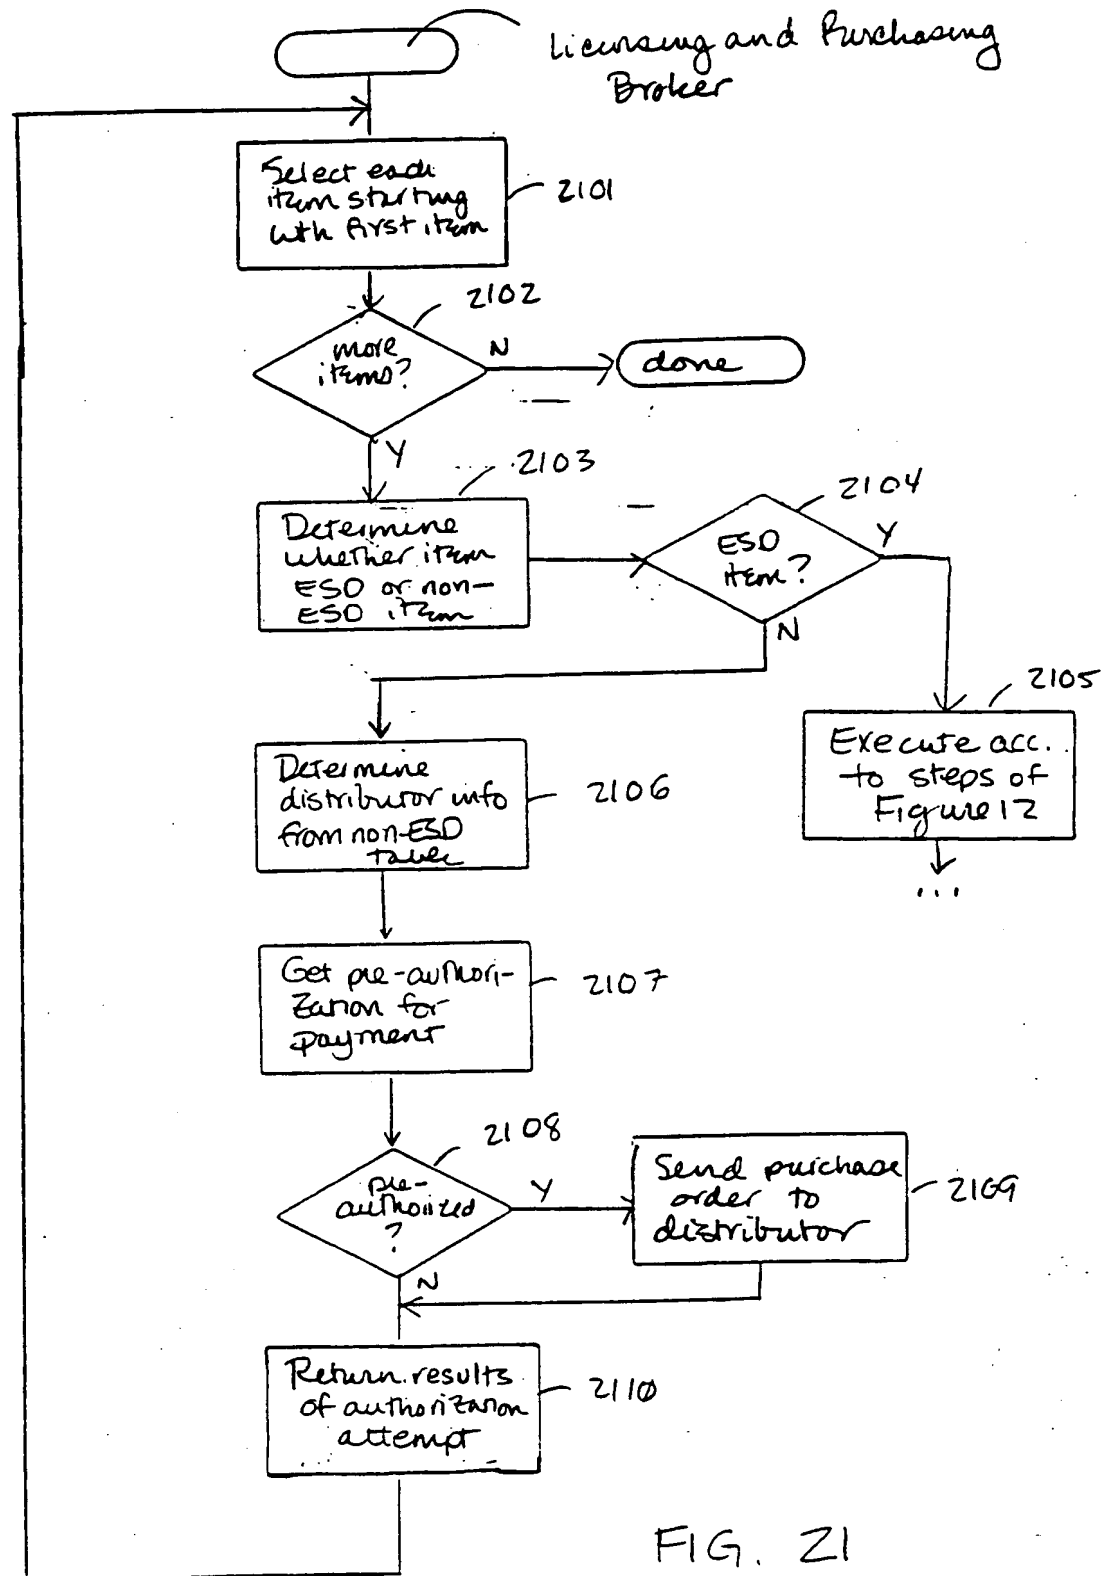 Licensing and Purchasing
Broker
Select each
item starting
with first item
2101
2102
more
items?
N
done
Y
2103
Determine
whether item
ESD or non-
ESD item
2104
ESD
item?
Y
N
2105
Execute acc.
to steps of
Figure 12
...
Determine
distributor info
from non-ESD
table
2106
Get pre-authori-
zation for
payment
2107
2108
pre-
authorized
?
Y
N
Send purchase
order to
distributor
2109
Return results
of authorization
attempt
2110
FIG. 21